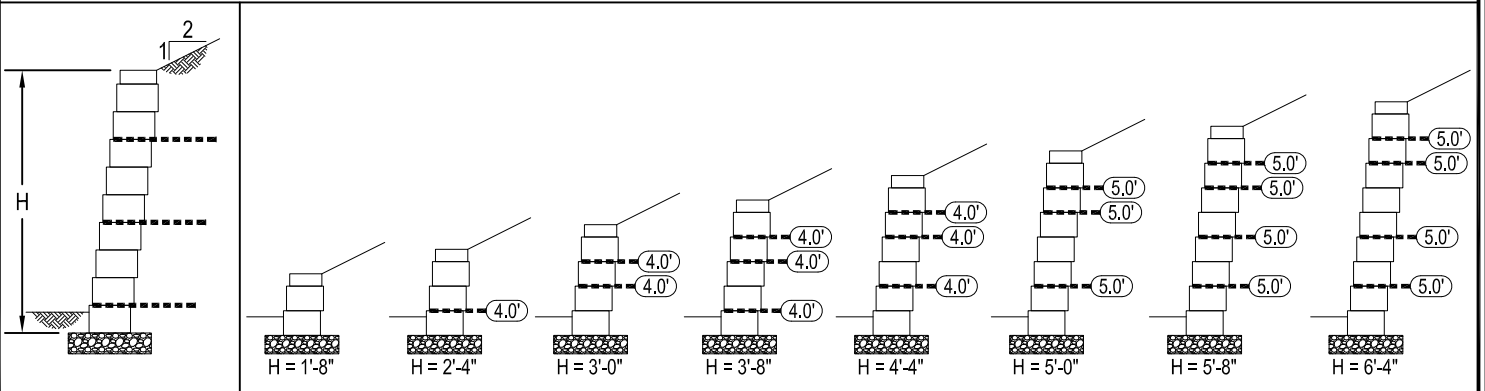 2
1
H
4.0'
4.0'
4.0'
4.0'
4.0'
4.0'
4.0'
4.0'
4.0'
5.0'
5.0'
5.0'
5.0'
5.0'
5.0'
5.0'
5.0'
5.0'
5.0'
5.0'
H = 1'-8"
H = 2'-4"
H = 3'-0"
H = 3'-8"
H = 4'-4"
H = 5'-0"
H = 5'-8"
H = 6'-4"